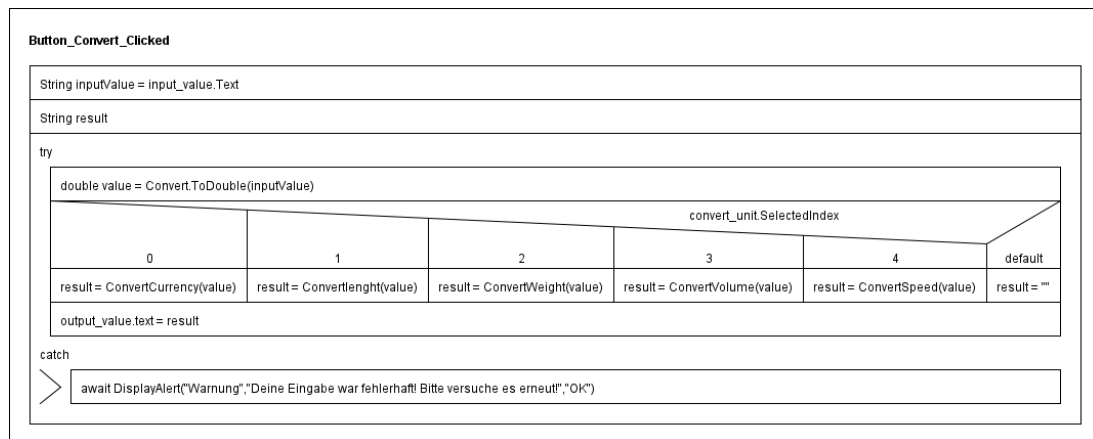 Button_Convert_Clicked
String inputValue = input_value.Text
String result
try
double value = Convert.ToDouble(inputValue)
convert_unit.SelectedIndex
0 1 2 3 4 default
result = ConvertCurrency(value) result = Convertlenght(value) result = ConvertWeight(value) result = ConvertVolume(value) result = ConvertSpeed(value) result = ""
output_value.text = result
catch
await DisplayAlert("Warnung","Deine Eingabe war fehlerhaft! Bitte versuche es erneut!","OK")